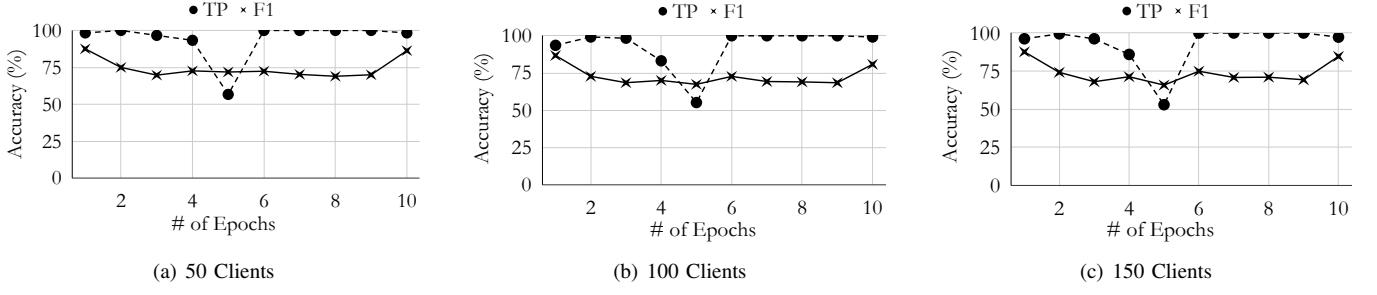 TP F1
Accuracy (%)
100
75
50
25
0
2 4 6 8 10
# of Epochs
(a) 50 Clients
TP F1
Accuracy (%)
100
75
50
25
0
2 4 6 8 10
# of Epochs
(b) 100 Clients
TP F1
Accuracy (%)
100
75
50
25
0
2 4 6 8 10
# of Epochs
(c) 150 Clients